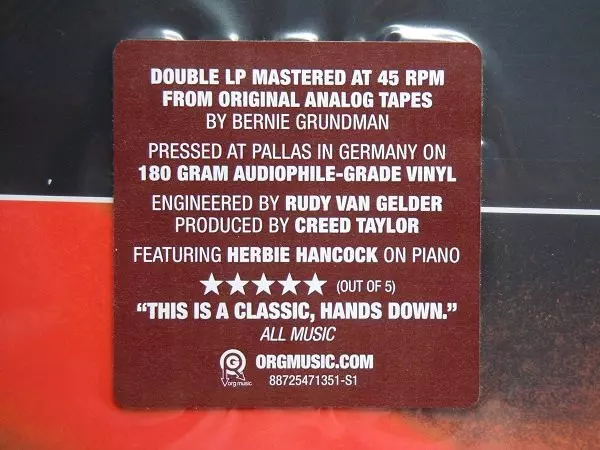 DOUBLE LP MASTERED AT 45 RPM
FROM ORIGINAL ANALOG TAPES
BY BERNIE GRUNDMAN
PRESSED AT PALLAS IN GERMANY ON
180 GRAM AUDIOPHILE-GRADE VINYL
ENGINEERED BY RUDY VAN GELDER
PRODUCED BY CREED TAYLOR
FEATURING HERBIE HANCOCK ON PIANO
★★★★★ (OUT OF 5)
“THIS IS A CLASSIC, HANDS DOWN.”
ALL MUSIC
org music
ORGMUSIC.COM
88725471351-S1